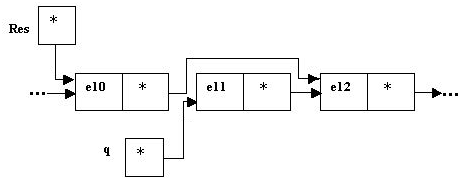 Res *
... el0 * el1 * el2 * ...
q *